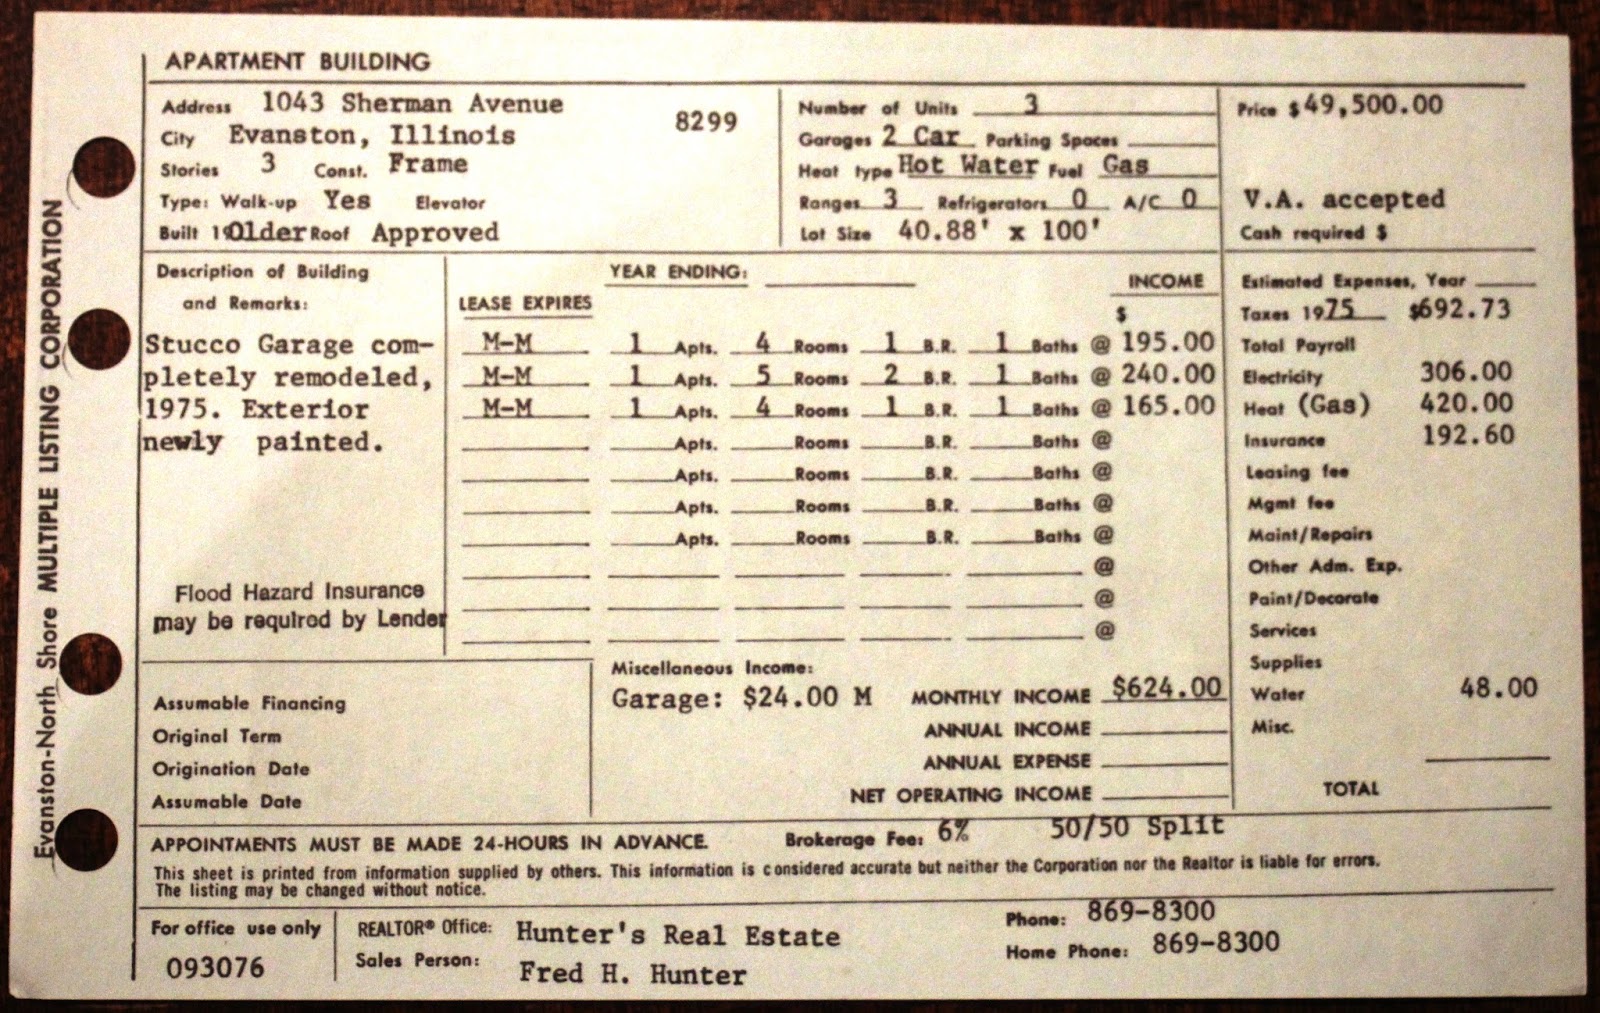 Evanston-North Shore MULTIPLE LISTING CORPORATION
APARTMENT BUILDING
Address 1043 Sherman Avenue
8299
City Evanston, Illinois
Stories 3 Const. Frame
Type: Walk-up Yes Elevator
Built 19Older Roof Approved
Number of Units 3
Garages 2 Car Parking Spaces
Heat type Hot Water Fuel Gas
Ranges 3 Refrigerators 0 A/C 0
Lot Size 40.88' x 100'
Price $49,500.00
V.A. accepted
Cash required $
Description of Building
and Remarks:
Stucco Garage com-
pletely remodeled,
1975. Exterior
newly painted.
Flood Hazard Insurance
may be required by Lender
YEAR ENDING:
LEASE EXPIRES
INCOME
$
M-M 1 Apts. 4 Rooms 1 B.R. 1 Baths @ 195.00
M-M 1 Apts. 5 Rooms 2 B.R. 1 Baths @ 240.00
M-M 1 Apts. 4 Rooms 1 B.R. 1 Baths @ 165.00
Apts. Rooms B.R. Baths @
Apts. Rooms B.R. Baths @
Apts. Rooms B.R. Baths @
Apts. Rooms B.R. Baths @
@
@
@
Estimated Expenses, Year
Taxes 1975 $692.73
Total Payroll
Electricity 306.00
Heat (Gas) 420.00
Insurance 192.60
Leasing fee
Mgmt fee
Maint/Repairs
Other Adm. Exp.
Paint/Decorate
Services
Supplies
Water 48.00
Misc.
TOTAL
Assumable Financing
Original Term
Origination Date
Assumable Date
Miscellaneous Income:
Garage: $24.00 M
MONTHLY INCOME $624.00
ANNUAL INCOME
ANNUAL EXPENSE
NET OPERATING INCOME
APPOINTMENTS MUST BE MADE 24-HOURS IN ADVANCE. Brokerage Fee: 6% 50/50 Split
This sheet is printed from information supplied by others. This information is considered accurate but neither the Corporation nor the Realtor is liable for errors.
The listing may be changed without notice.
For office use only
093076
REALTOR® Office: Hunter's Real Estate
Sales Person: Fred H. Hunter
Phone: 869-8300
Home Phone: 869-8300